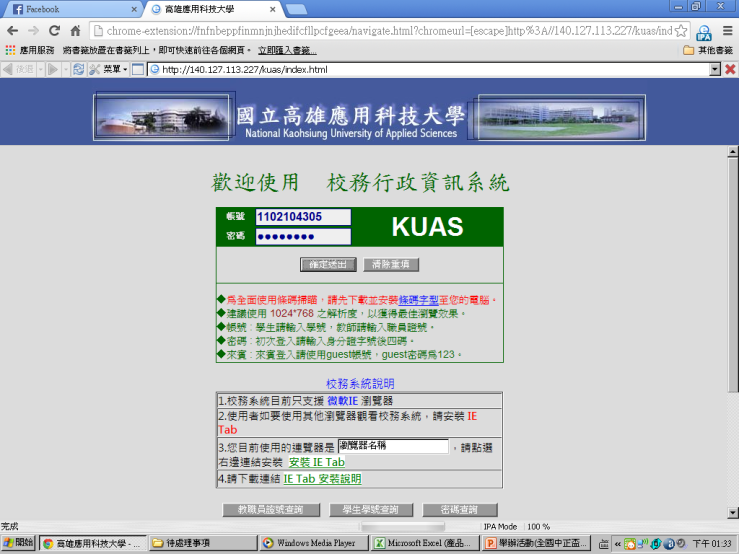 Facebook
高雄應用科技大學
chrome-extension://fnfnbeppfinmnjnjhedifcfllpcfgeea/navigate.html?chromeurl=[escape]http%3A//140.127.113.227/kuas/ind
應用服務 將書籤放置在書籤列上，即可快速前往各個網頁。 立即匯入書籤...
其他書籤
後退
菜單
http://140.127.113.227/kuas/index.html
國立高雄應用科技大學
National Kaohsiung University of Applied Sciences
歡迎使用 校務行政資訊系統
帳號 1102104305
密碼 ●●●●●●●●
KUAS
確定送出 清除重填
◆為全面使用條碼掃瞄，請先下載並安裝條碼字型至您的電腦。
◆建議使用 1024*768 之解析度，以獲得最佳瀏覽效果。
◆帳號：學生請輸入學號，教師請輸入職員證號。
◆密碼：初次登入請輸入身分證字號後四碼。
◆來賓：來賓登入請使用guest帳號，guest密碼為123。
校務系統說明
1.校務系統目前只支援 微軟IE 瀏覽器
2.使用者如要使用其他瀏覽器觀看校務系統，請安裝 IE
Tab
3.您目前使用的連覽器是 瀏覽器名稱 ，請點選
右邊連結安裝 安裝 IE Tab
4.請下載連結 IE Tab 安裝說明
教職員證號查詢 學生學號查詢 密碼查詢
完成
IPA Mode 100 %
開始
高雄應用科技大學 -...
待處理事項
Windows Media Player
Microsoft Excel (產品...
舉辦活動(全國中正盃...
下午 01:33